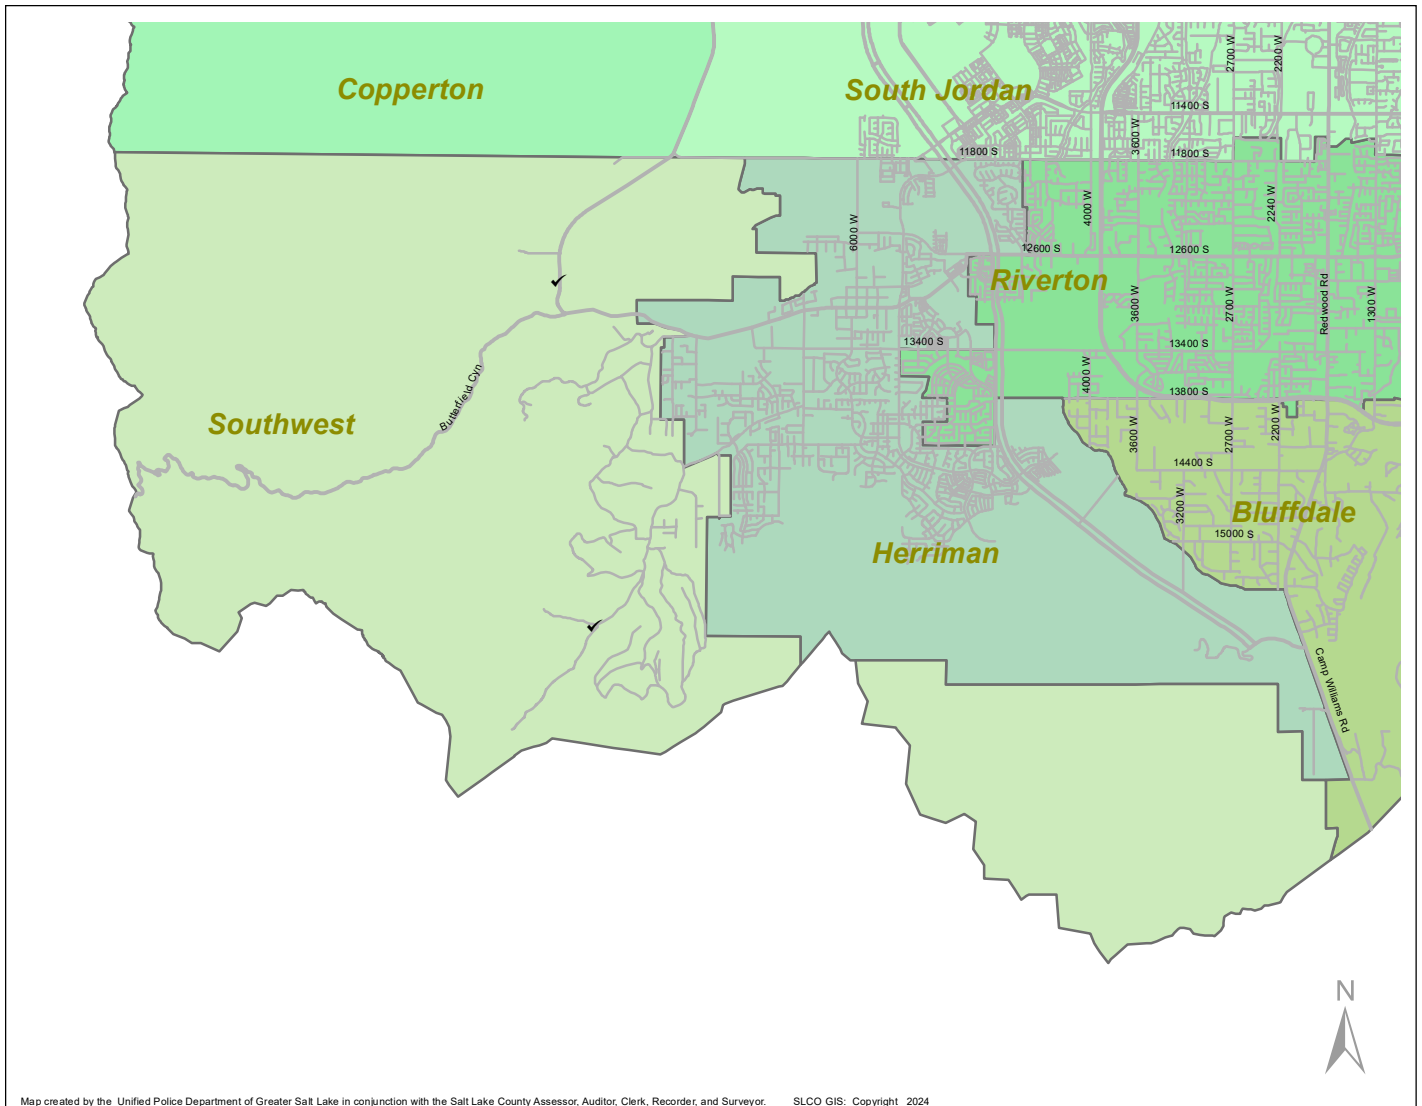 2700 W
2200 W
Copperton
South Jordan
11400 S
3600 W
11800 S
11800 S
4000 W
2240 W
6000 W
12600 S
12600 S
Riverton
3600 W
2700 W
Redwood Rd
1300 W
13400 S
13400 S
4000 W
13800 S
Butterfield Cyn
Southwest
3600 W
2700 W
2200 W
14400 S
3200 W
Bluffdale
15000 S
Herriman
Camp Williams Rd
N
Map created by the Unified Police Department of Greater Salt Lake in conjunction with the Salt Lake County Assessor, Auditor, Clerk, Recorder, and Surveyor. SLCO GIS: Copyright 2024